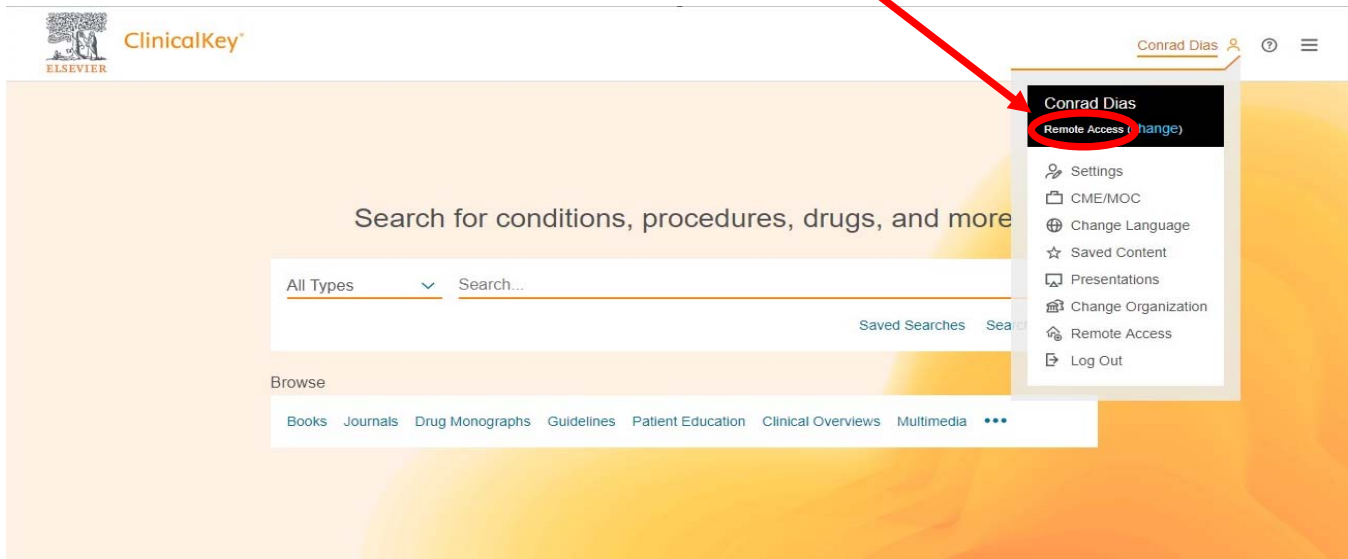 ELSEVIER
ClinicalKey®
Conrad Dias
Conrad Dias
Remote Access (change)
Settings
CME/MOC
Change Language
Saved Content
Presentations
Change Organization
Remote Access
Log Out
Search for conditions, procedures, drugs, and more
All Types Search...
Saved Searches
Browse
Books Journals Drug Monographs Guidelines Patient Education Clinical Overviews Multimedia •••